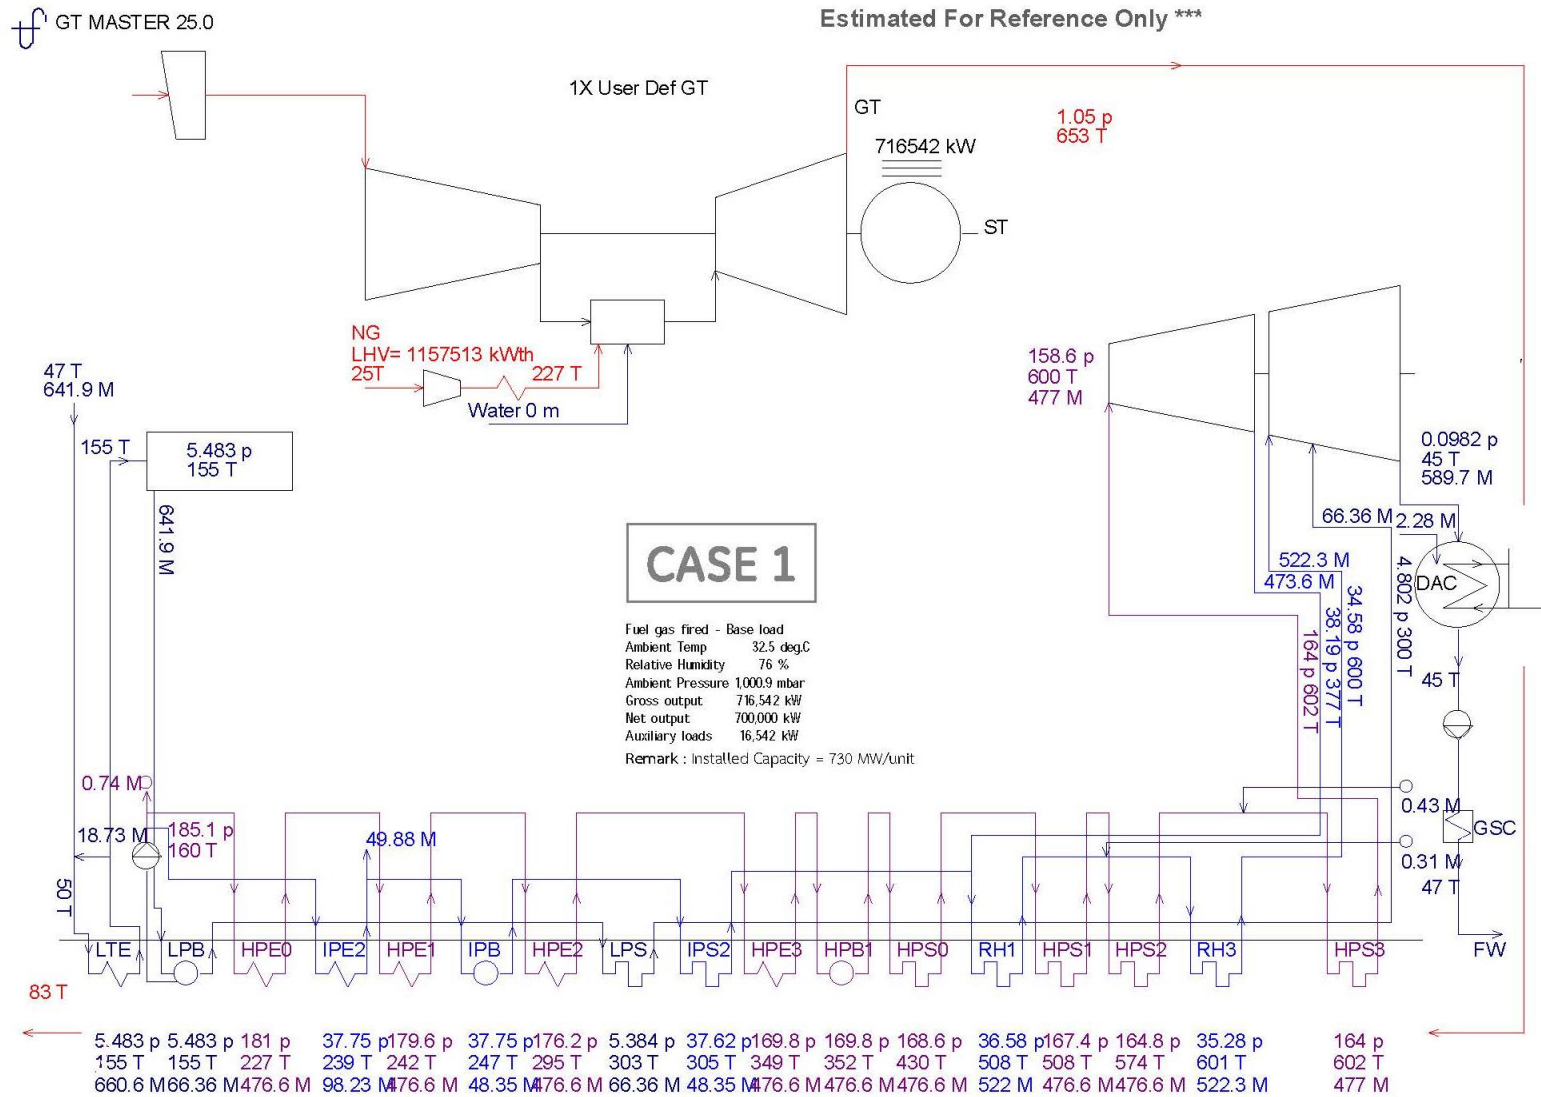 GT MASTER 25.0
Estimated For Reference Only ***
1X User Def GT
GT
716542 kW
ST
1.05 p
653 T
NG
LHV= 1157513 kWth
25T
227 T
Water 0 m
47 T
641.9 M
155 T
5.483 p
155 T
641.9 M
158.6 p
600 T
477 M
0.0982 p
45 T
589.7 M
66.36 M
2.28 M
522.3 M
473.6 M
DAC
4.802 p 300 T
34.58 p 600 T
38.19 p 377 T
164 p 602 T
45 T
CASE 1
Fuel gas fired - Base load
Ambient Temp 32.5 deg.C
Relative Humidity 76 %
Ambient Pressure 1,000.9 mbar
Gross output 716,542 kW
Net output 700,000 kW
Auxiliary loads 16,542 kW
Remark : Installed Capacity = 730 MW/unit
0.74 M
18.73 M
185.1 p
160 T
49.88 M
50 T
0.43 M
GSC
0.31 M
47 T
LTE LPB HPE0 IPE2 HPE1 IPB HPE2 LPS IPS2 HPE3 HPB1 HPS0 RH1 HPS1 HPS2 RH3 HPS3 FW
83 T
5.483 p 5.483 p 181 p 37.75 p 179.6 p 37.75 p 176.2 p 5.384 p 37.62 p 169.8 p 169.8 p 168.6 p 36.58 p 167.4 p 164.8 p 35.28 p 164 p
155 T 155 T 227 T 239 T 242 T 247 T 295 T 303 T 305 T 349 T 352 T 430 T 508 T 508 T 574 T 601 T 602 T
660.6 M 66.36 M 476.6 M 98.23 M 476.6 M 48.35 M 476.6 M 66.36 M 48.35 M 476.6 M 476.6 M 476.6 M 522 M 476.6 M 476.6 M 522.3 M 477 M